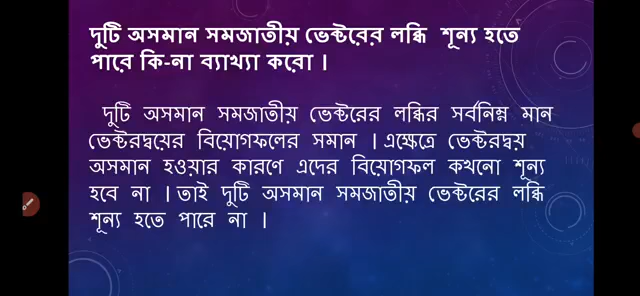 দুটি অসমান সমজাতীয় ভেক্টরের লব্ধি শূন্য হতে
পারে কি-না ব্যাখ্যা করো ।
দুটি অসমান সমজাতীয় ভেক্টরের লব্ধির সর্বনিম্ন মান
ভেক্টরদ্বয়ের বিয়োগফলের সমান । এক্ষেত্রে ভেক্টরদ্বয়
অসমান হওয়ার কারণে এদের বিয়োগফল কখনো শূন্য
হবে না । তাই দুটি অসমান সমজাতীয় ভেক্টরের লব্ধি
শূন্য হতে পারে না ।